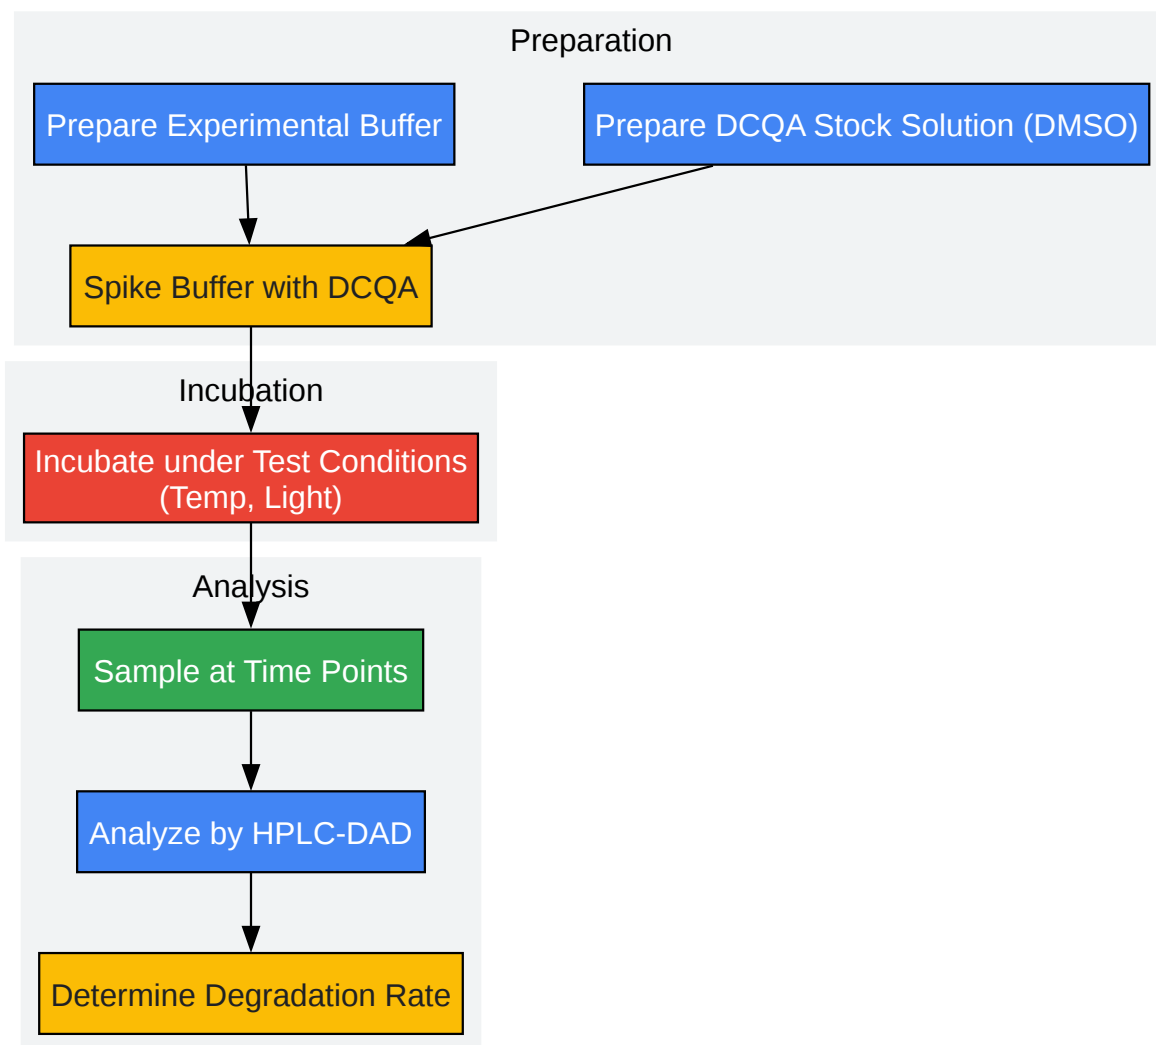 Preparation
Prepare Experimental Buffer
Prepare DCQA Stock Solution (DMSO)
Spike Buffer with DCQA
Incubation
Incubate under Test Conditions
(Temp, Light)
Analysis
Sample at Time Points
Analyze by HPLC-DAD
Determine Degradation Rate